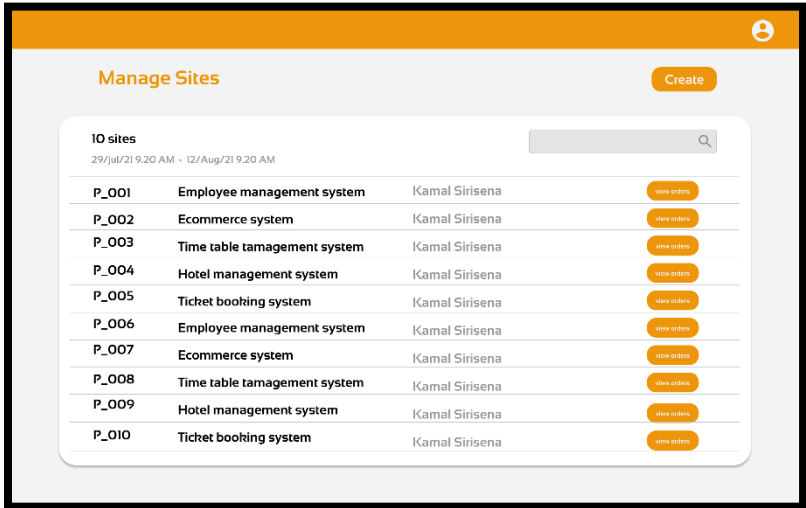 Manage Sites
Create
10 sites
29/jul/21 9.20 AM - 12/Aug/21 9.20 AM
P_001 Employee management system Kamal Sirisena view orders
P_002 Ecommerce system Kamal Sirisena view orders
P_003 Time table tamagement system Kamal Sirisena view orders
P_004 Hotel management system Kamal Sirisena view orders
P_005 Ticket booking system Kamal Sirisena view orders
P_006 Employee management system Kamal Sirisena view orders
P_007 Ecommerce system Kamal Sirisena view orders
P_008 Time table tamagement system Kamal Sirisena view orders
P_009 Hotel management system Kamal Sirisena view orders
P_010 Ticket booking system Kamal Sirisena view orders